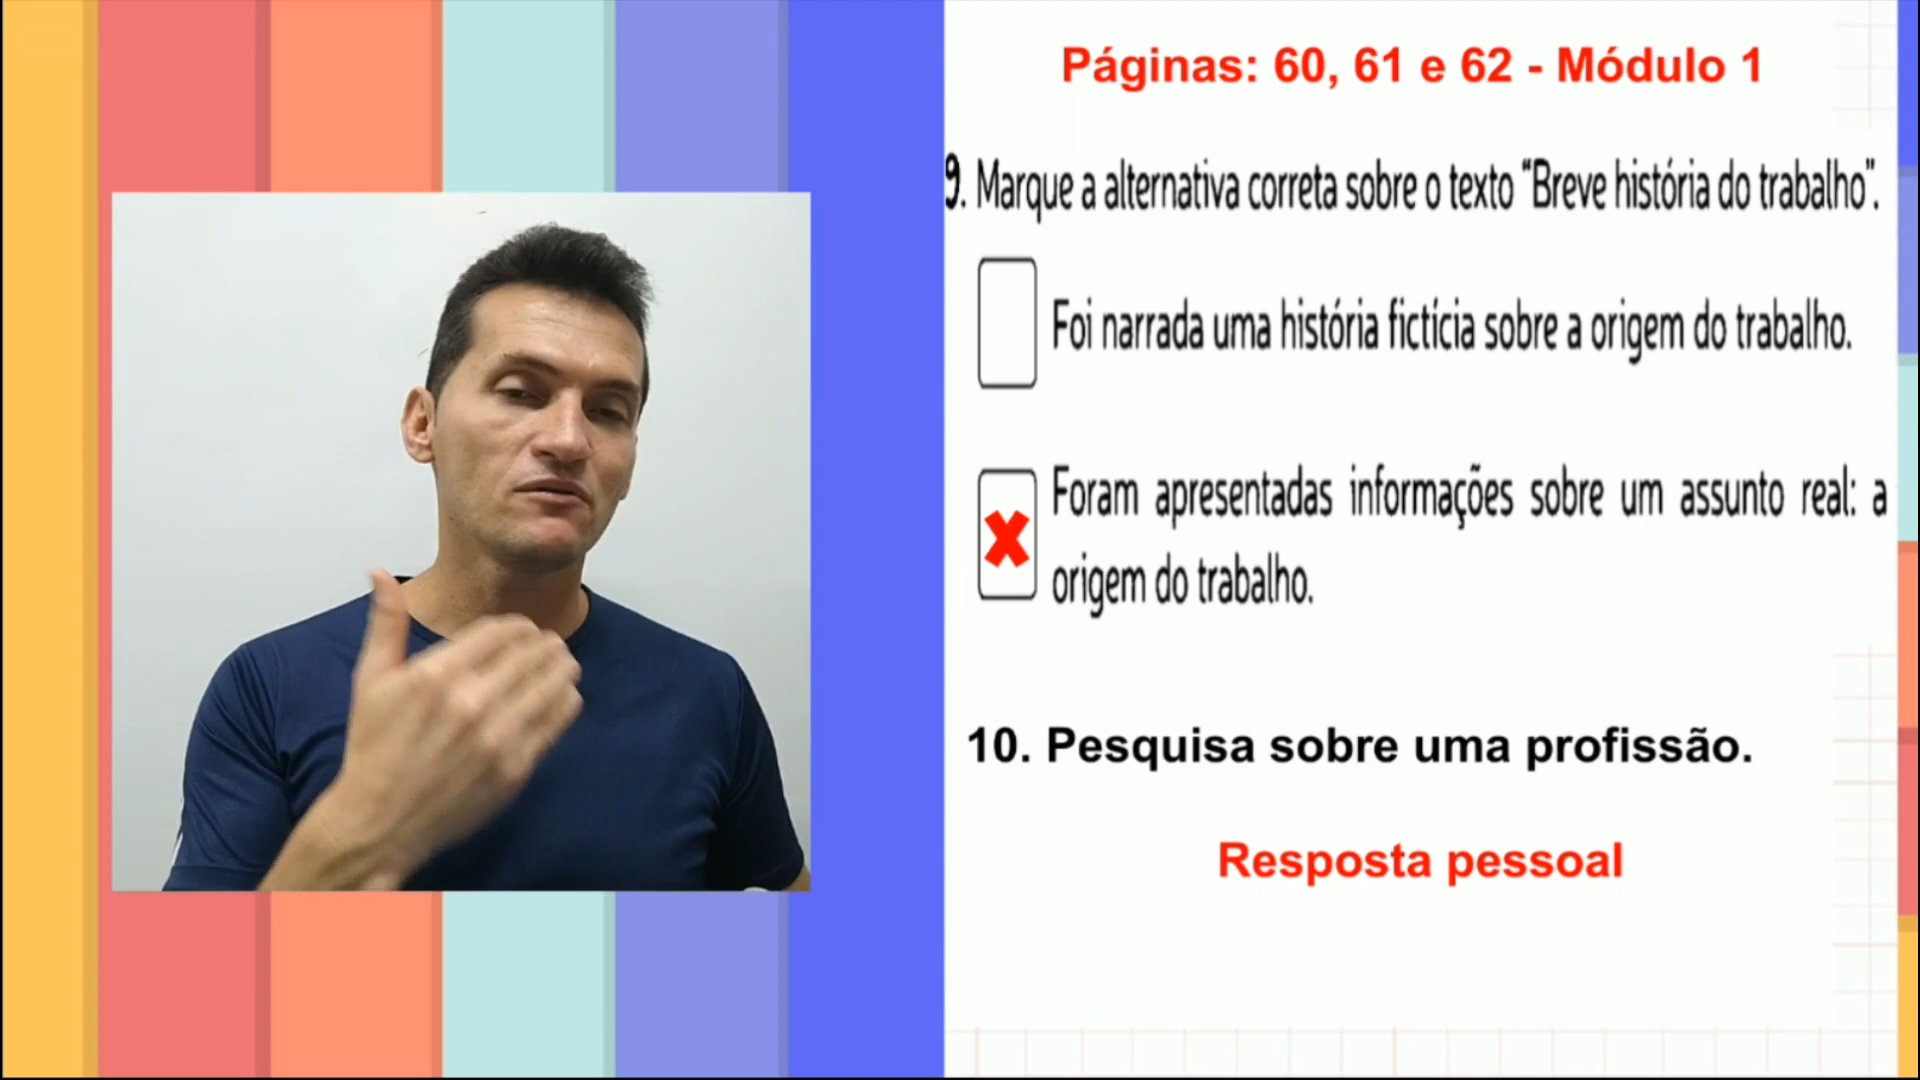 Páginas: 60, 61 e 62 - Módulo 1
9. Marque a alternativa correta sobre o texto “Breve história do trabalho”.
Foi narrada uma história fictícia sobre a origem do trabalho.
Foram apresentadas informações sobre um assunto real: a
origem do trabalho.
10. Pesquisa sobre uma profissão.
Resposta pessoal